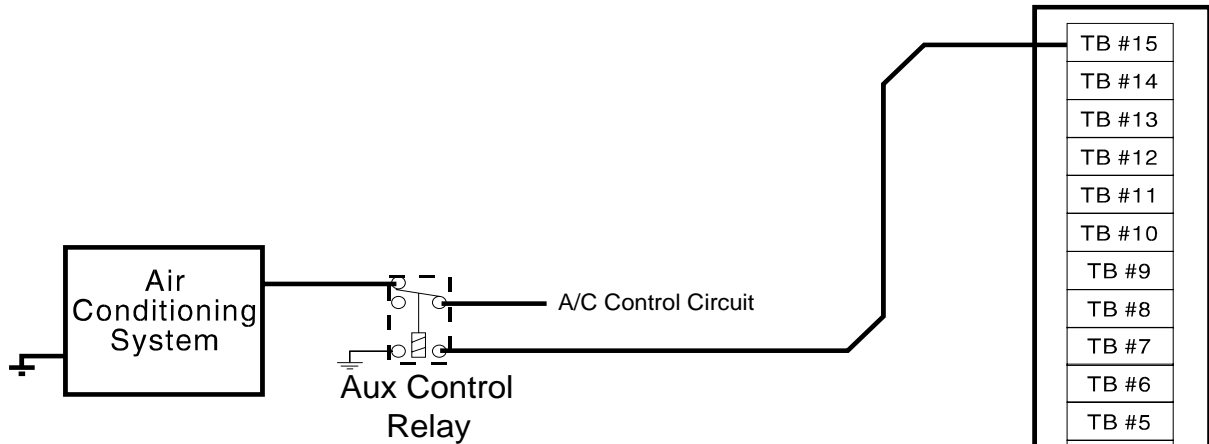 TB #15
TB #14
TB #13
TB #12
TB #11
TB #10
TB #9
TB #8
TB #7
TB #6
TB #5
Air
Conditioning
System
A/C Control Circuit
Aux Control
Relay